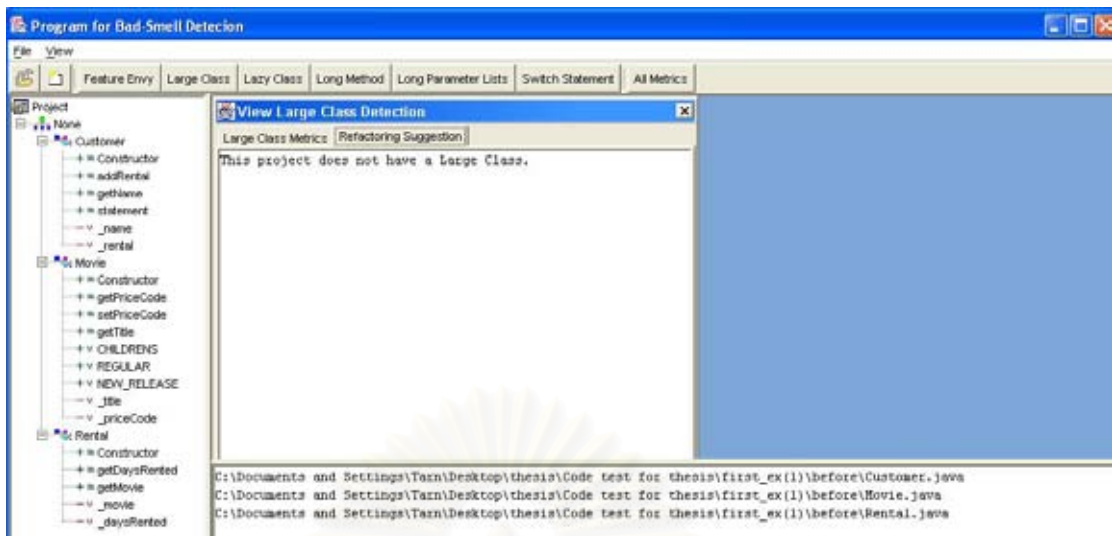 Program for Bad-Smell Detecion
File View
Feature Envy Large Class Lazy Class Long Method Long Parameter Lists Switch Statement All Metrics
Project
None
Customer
+ m Constructor
+ m addRental
+ m getName
+ m statement
- v _name
- v _rental
Movie
+ m Constructor
+ m getPriceCode
+ m setPriceCode
+ m getTitle
+ v CHILDRENS
+ v REGULAR
+ v NEW_RELEASE
- v _title
- v _priceCode
Rental
+ m Constructor
+ m getDaysRented
+ m getMovie
- v _movie
- v _daysRented
View Large Class Detection
Large Class Metrics Refactoring Suggestion
This project does not have a Large Class.
C:\Documents and Settings\Tarn\Desktop\thesis\Code test for thesis\first_ex(1)\before\Customer.java
C:\Documents and Settings\Tarn\Desktop\thesis\Code test for thesis\first_ex(1)\before\Movie.java
C:\Documents and Settings\Tarn\Desktop\thesis\Code test for thesis\first_ex(1)\before\Rental.java